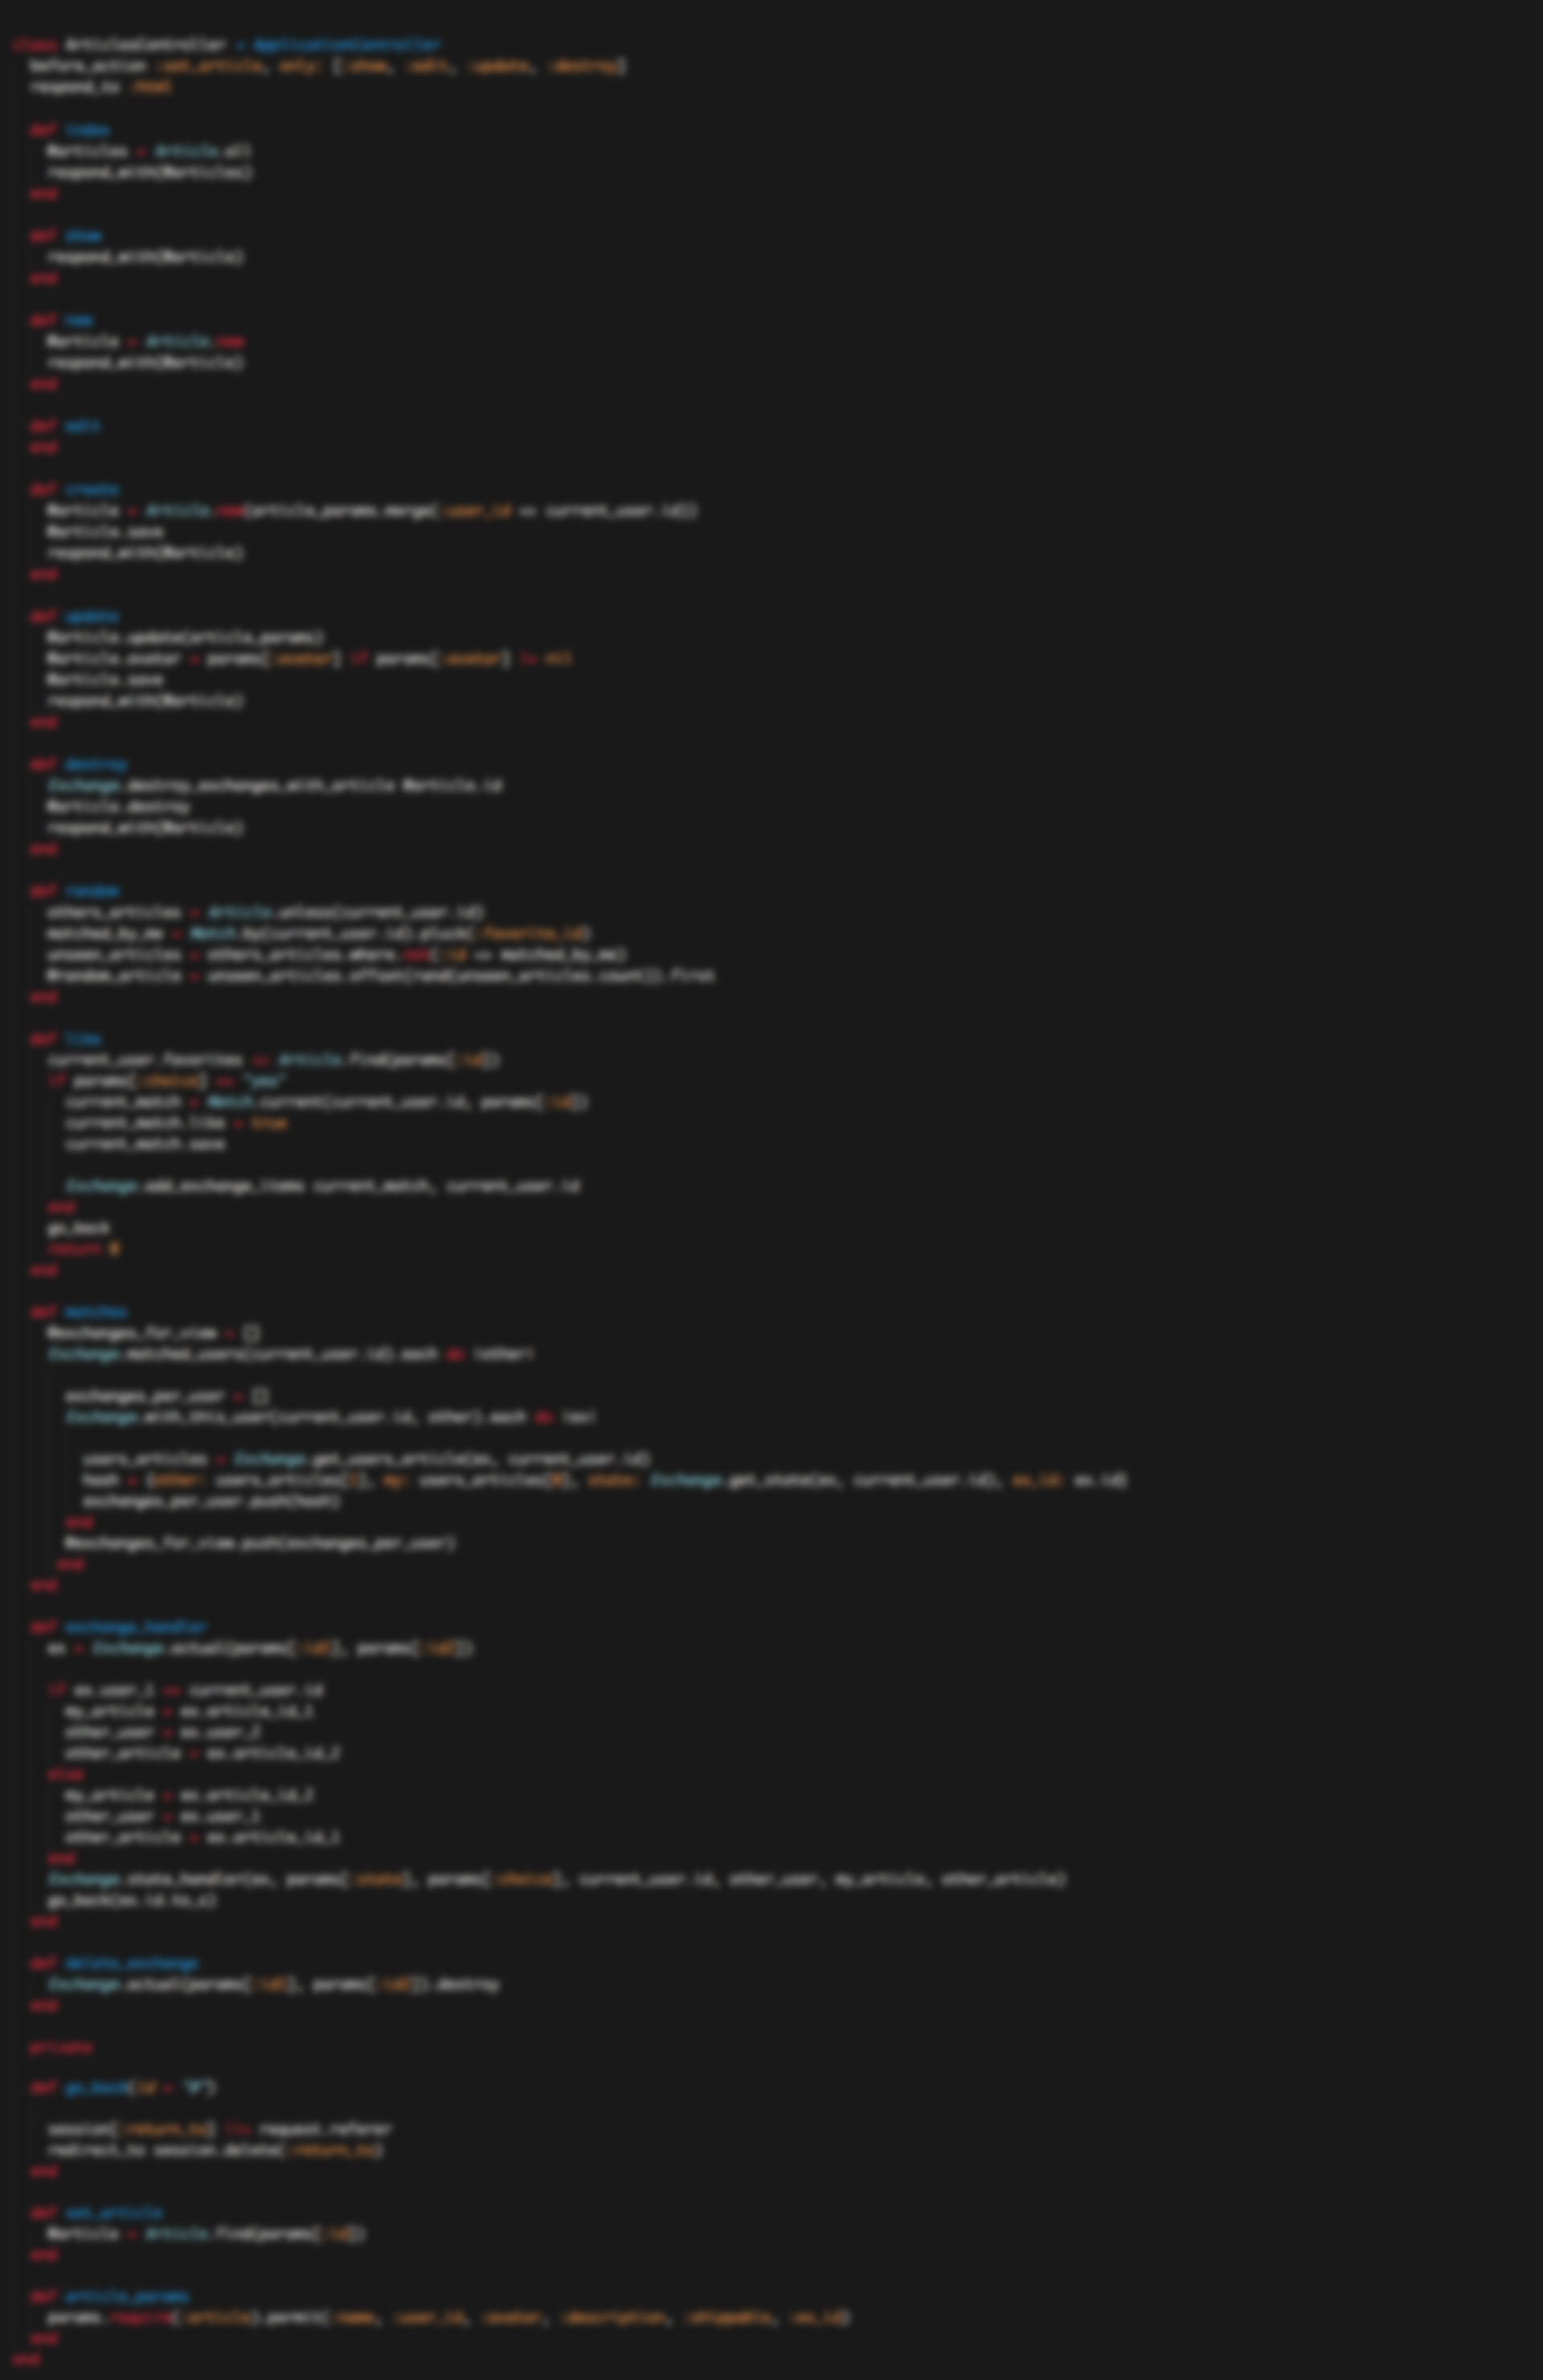 class ArticlesController < ApplicationController
before_action :set_article, only: [:show, :edit, :update, :destroy]
respond_to :html
def index
@articles = Article.all
respond_with(@articles)
end
def show
respond_with(@article)
end
def new
@article = Article.new
respond_with(@article)
end
def edit
end
def create
@article = Article.new(article_params.merge(:user_id => current_user.id))
@article.save
respond_with(@article)
end
def update
@article.update(article_params)
@article.avatar = params[:avatar] if params[:avatar] != nil
@article.save
respond_with(@article)
end
def destroy
Exchange.destroy_exchanges_with_article @article.id
@article.destroy
respond_with(@article)
end
def random
others_articles = Article.unless(current_user.id)
matched_by_me = Match.by(current_user.id).pluck(:favorite_id)
unseen_articles = others_articles.where.not(:id => matched_by_me)
@random_article = unseen_articles.offset(rand(unseen_articles.count)).first
end
def like
current_user.favorites << Article.find(params[:id])
if params[:choice] == "yes"
current_match = Match.current(current_user.id, params[:id])
current_match.like = true
current_match.save
Exchange.add_exchange_items current_match, current_user.id
end
go_back
return 0
end
def matches
@exchanges_for_view = []
Exchange.matched_users(current_user.id).each do |other|
exchanges_per_user = []
Exchange.with_this_user(current_user.id, other).each do |ex|
users_articles = Exchange.get_users_article(ex, current_user.id)
hash = {other: users_articles[1], my: users_articles[0], state: Exchange.get_state(ex, current_user.id), ex_id: ex.id}
exchanges_per_user.push(hash)
end
@exchanges_for_view.push(exchanges_per_user)
end
end
def exchange_handler
ex = Exchange.actual(params[:id1], params[:id2])
if ex.user_1 == current_user.id
my_article = ex.article_id_1
other_user = ex.user_2
other_article = ex.article_id_2
else
my_article = ex.article_id_2
other_user = ex.user_1
other_article = ex.article_id_1
end
Exchange.state_handler(ex, params[:state], params[:choice], current_user.id, other_user, my_article, other_article)
go_back(ex.id.to_s)
end
def delete_exchange
Exchange.actual(params[:id1], params[:id2]).destroy
end
private
def go_back(id = "#")
session[:return_to] ||= request.referer
redirect_to session.delete(:return_to)
end
def set_article
@article = Article.find(params[:id])
end
def article_params
params.require(:article).permit(:name, :user_id, :avatar, :description, :shippable, :ex_id)
end
end